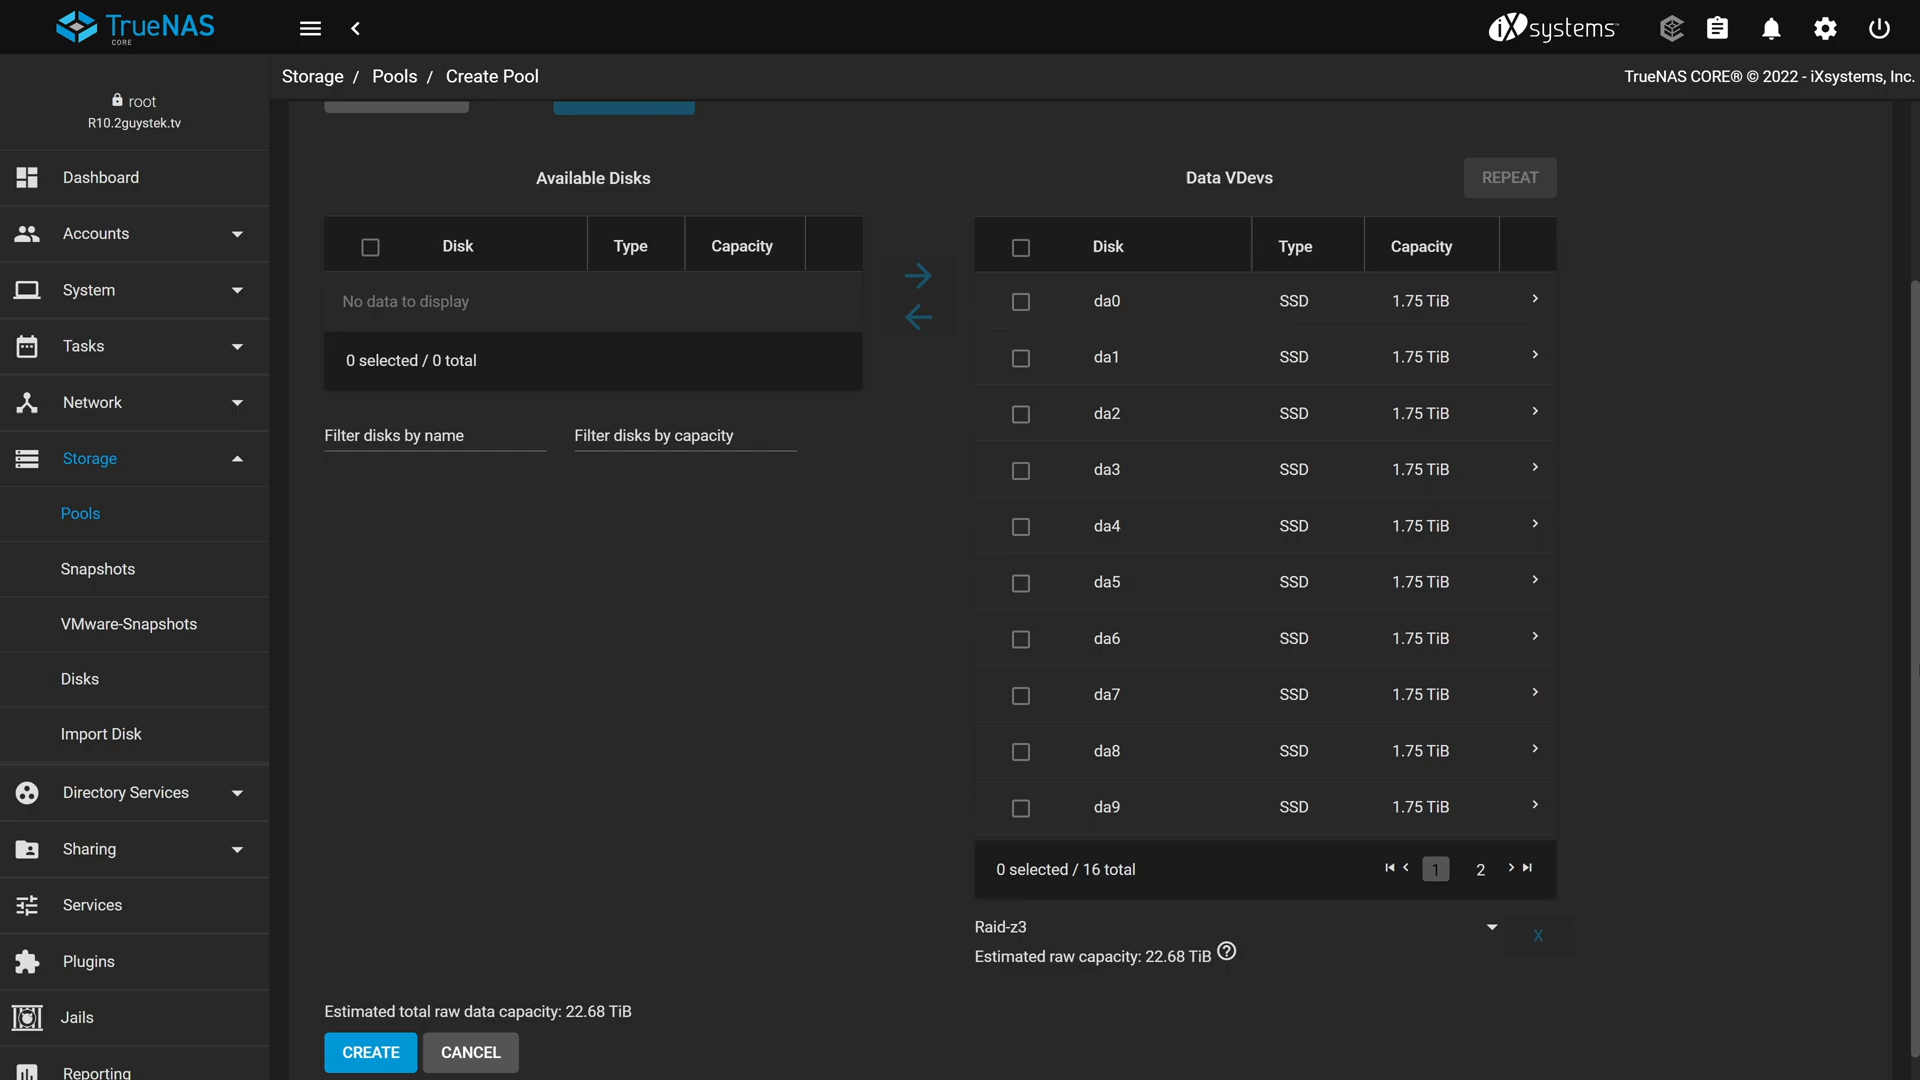 TrueNAS
CORE
iXsystems™
Storage / Pools / Create Pool
TrueNAS CORE® © 2022 - iXsystems, Inc.
root
R10.2guystek.tv
Dashboard
Accounts
System
Tasks
Network
Storage
Pools
Snapshots
VMware-Snapshots
Disks
Import Disk
Directory Services
Sharing
Services
Plugins
Jails
Reporting
Available Disks
Disk Type Capacity
No data to display
0 selected / 0 total
Filter disks by name Filter disks by capacity
Data VDevs
REPEAT
Disk Type Capacity
da0 SSD 1.75 TiB
da1 SSD 1.75 TiB
da2 SSD 1.75 TiB
da3 SSD 1.75 TiB
da4 SSD 1.75 TiB
da5 SSD 1.75 TiB
da6 SSD 1.75 TiB
da7 SSD 1.75 TiB
da8 SSD 1.75 TiB
da9 SSD 1.75 TiB
0 selected / 16 total 1 2
Raid-z3
X
Estimated raw capacity: 22.68 TiB ?
Estimated total raw data capacity: 22.68 TiB
CREATE CANCEL